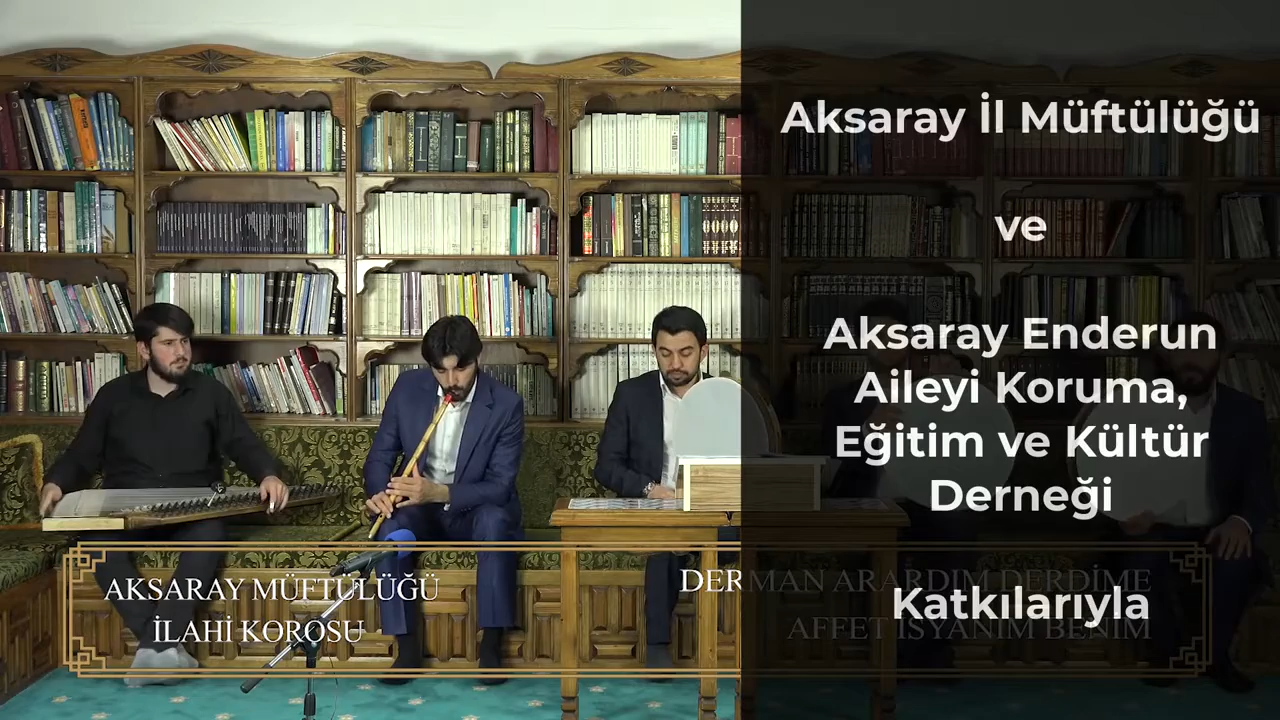 Aksaray İl Müftülüğü
ve
Aksaray Enderun
Aileyi Koruma,
Eğitim ve Kültür
Derneği
Katkılarıyla
AKSARAY MÜFTÜLÜĞÜ
İLAHİ KOROSU
DERMAN ARARDIM DERDİME
AFFET İSYANIM BENİM